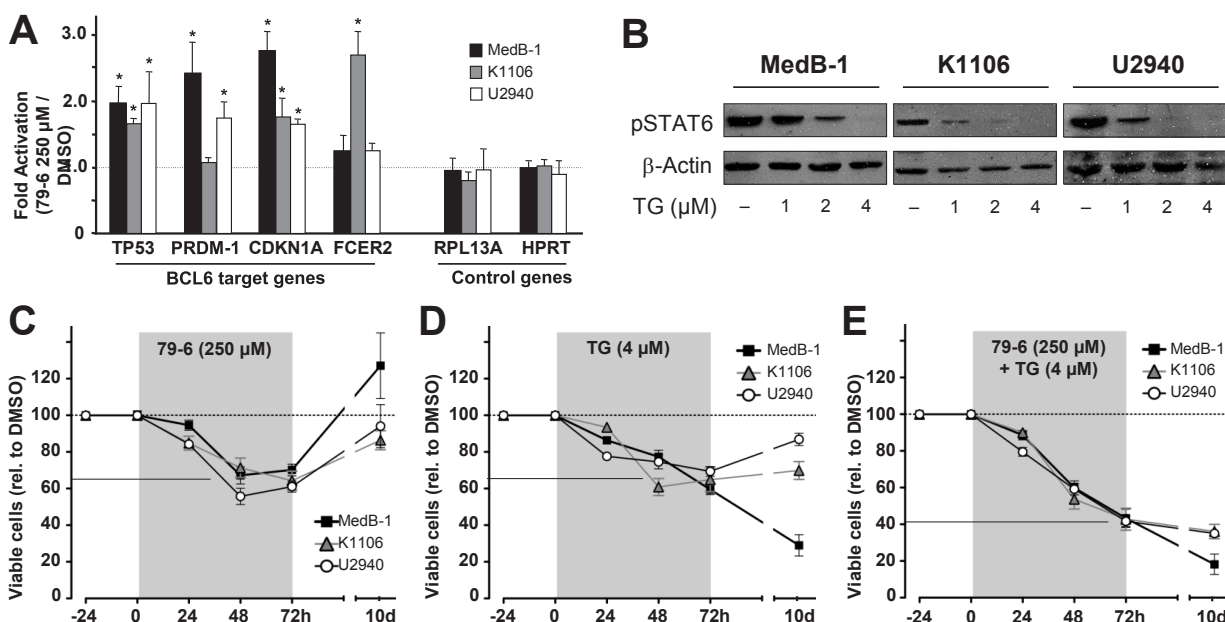 A
Fold Activation
(79-6 250 µM /
DMSO)
3.0
2.0
1.0
0
* * * * * * * * *
MedB-1
K1106
U2940
TP53 PRDM-1 CDKN1A FCER2 RPL13A HPRT
BCL6 target genes Control genes
B
MedB-1 K1106 U2940
pSTAT6
β-Actin
TG (µM) – 1 2 4 – 1 2 4 – 1 2 4
C
Viable cells (rel. to DMSO)
120
100
80
60
40
20
0
79-6 (250 µM)
MedB-1
K1106
U2940
-24 0 24 48 72h 10d
D
Viable cells (rel. to DMSO)
120
100
80
60
40
20
0
TG (4 µM)
MedB-1
K1106
U2940
-24 0 24 48 72h 10d
E
Viable cells (rel. to DMSO)
120
100
80
60
40
20
0
79-6 (250 µM)
+ TG (4 µM)
MedB-1
K1106
U2940
-24 0 24 48 72h 10d